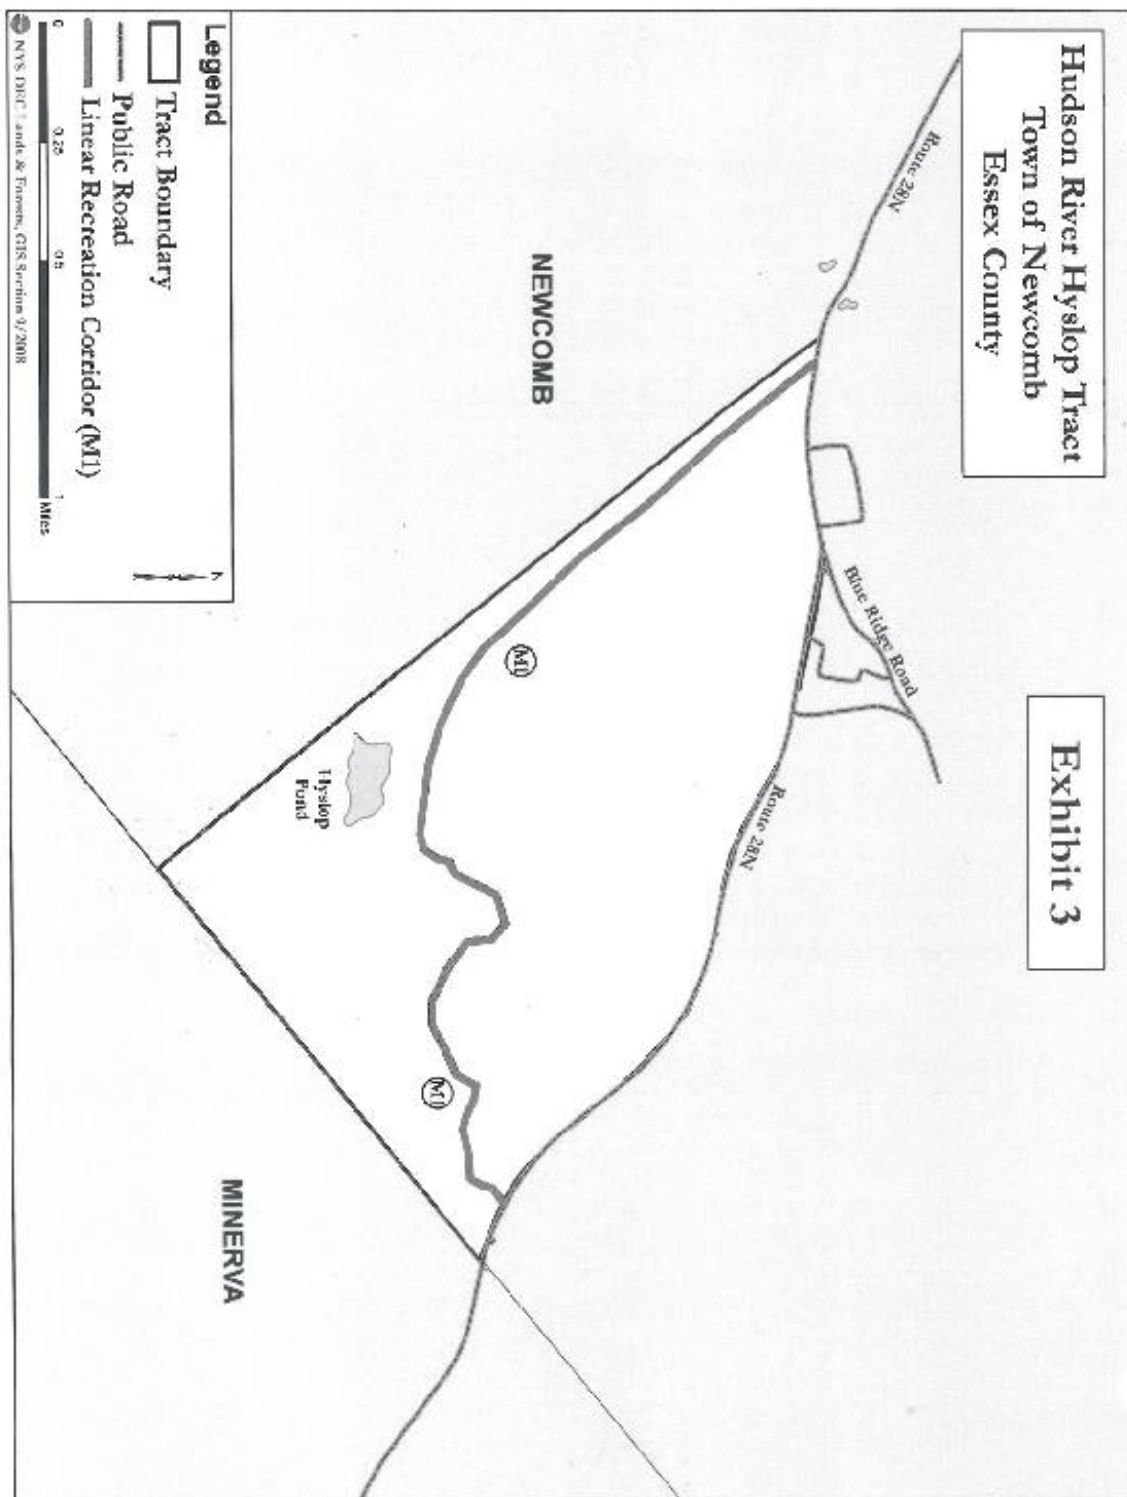 Hudson River Hyslop Tract
Town of Newcomb
Essex County
Exhibit 3
Route 28N
Blue Ridge Road
Route 28N
NEWCOMB
M1
Hyslop
Pond
M1
MINERVA
Legend
Tract Boundary
Public Road
Linear Recreation Corridor (M1)
0 0.25 0.5 1
Miles
N
NYS DEC Lands & Forests, GIS Section 9/2008